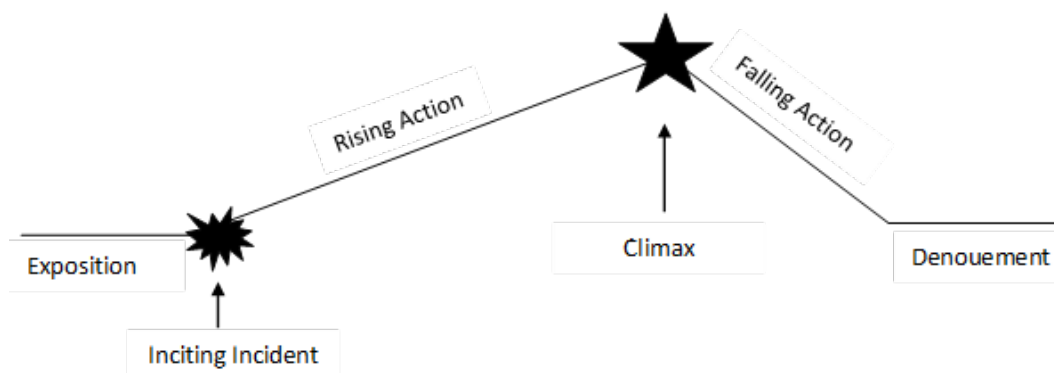 Exposition
Inciting Incident
Rising Action
Climax
Falling Action
Denouement